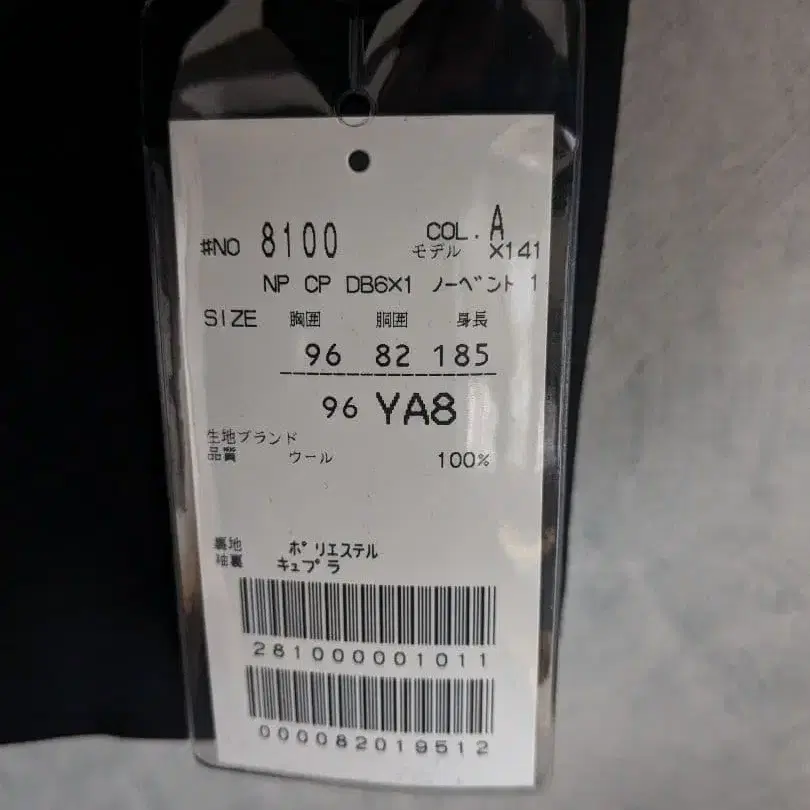 #NO 8100 COL. A
モデル X141
NP CP DB6X1 ノーベント 1
SIZE 胸囲 胴囲 身長
96 82 185
96 YA8
生地ブランド
品質 ウール 100%
裏地 ポリエステル
袖裏 キュプラ
281000001011
000082019512